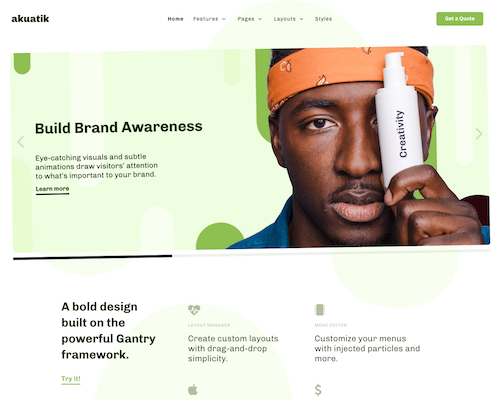 akuatik
Home Features Pages Layouts Styles
Get a Quote
Build Brand Awareness
Eye-catching visuals and subtle
animations draw visitors' attention
to what's important to your brand.
Learn more
Creativity
A bold design
built on the
powerful Gantry
framework.
Try it!
LAYOUT MANAGER
Create custom layouts
with drag-and-drop
simplicity.
MENU EDITOR
Customize your menus
with injected particles and
more.